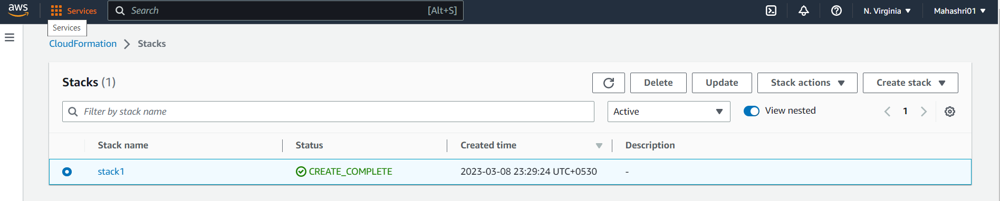 aws Services Search [Alt+S] N. Virginia Mahashri01
Services
CloudFormation Stacks
Stacks (1) Delete Update Stack actions Create stack
Filter by stack name Active View nested 1
Stack name Status Created time Description
stack1 CREATE_COMPLETE 2023-03-08 23:29:24 UTC+0530 -